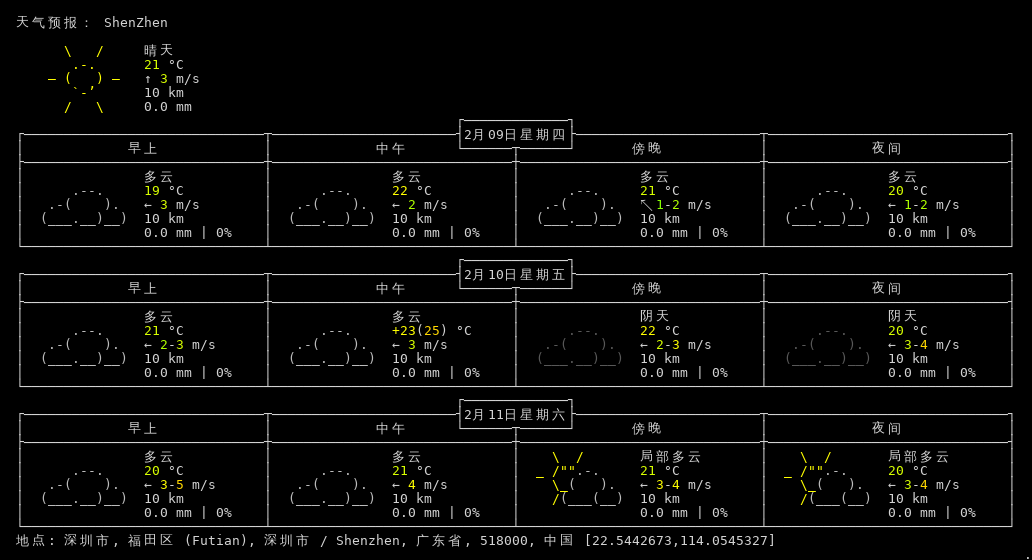 天气预报： ShenZhen
晴天
21 °C
↑ 3 m/s
10 km
0.0 mm
2月09日星期四
早上 中午 傍晚 夜间
多云 多云 多云 多云
19 °C 22 °C 21 °C 20 °C
← 3 m/s ← 2 m/s ↖ 1-2 m/s ← 1-2 m/s
10 km 10 km 10 km 10 km
0.0 mm | 0% 0.0 mm | 0% 0.0 mm | 0% 0.0 mm | 0%
2月10日星期五
早上 中午 傍晚 夜间
多云 多云 阴天 阴天
21 °C +23(25) °C 22 °C 20 °C
← 2-3 m/s ← 3 m/s ← 2-3 m/s ← 3-4 m/s
10 km 10 km 10 km 10 km
0.0 mm | 0% 0.0 mm | 0% 0.0 mm | 0% 0.0 mm | 0%
2月11日星期六
早上 中午 傍晚 夜间
多云 多云 局部多云 局部多云
20 °C 21 °C 21 °C 20 °C
← 3-5 m/s ← 4 m/s ← 3-4 m/s ← 3-4 m/s
10 km 10 km 10 km 10 km
0.0 mm | 0% 0.0 mm | 0% 0.0 mm | 0% 0.0 mm | 0%
地点: 深圳市, 福田区 (Futian), 深圳市 / Shenzhen, 广东省, 518000, 中国 [22.5442673,114.0545327]